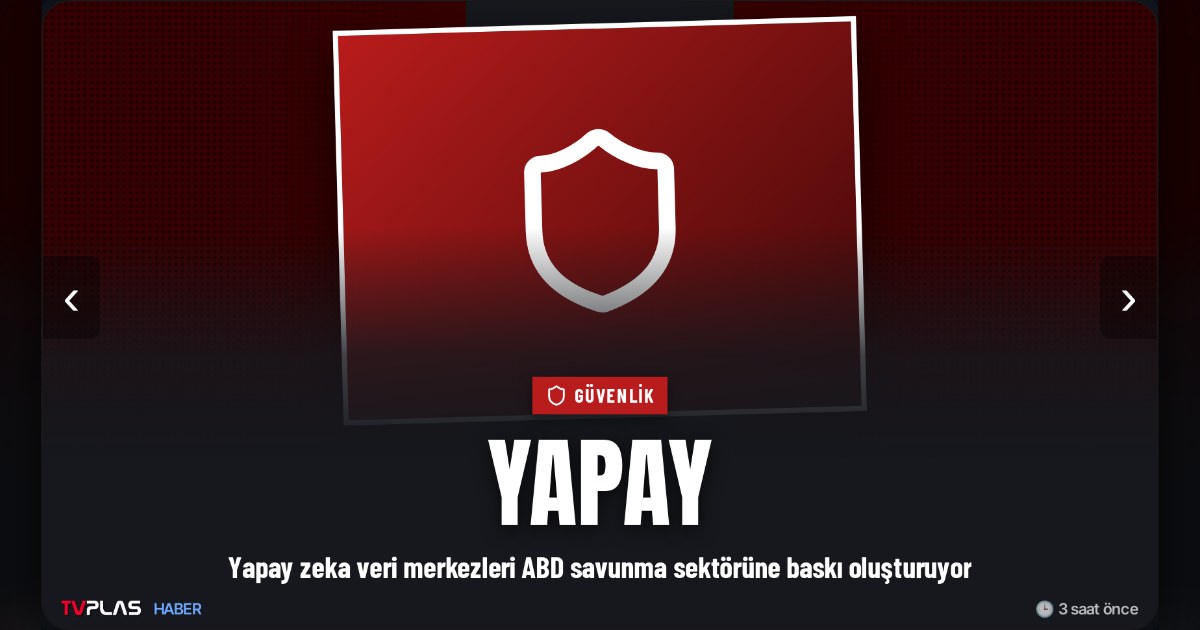 GÜVENLİK
YAPAY
Yapay zeka veri merkezleri ABD savunma sektörüne baskı oluşturuyor
TVPLAS HABER
3 saat önce